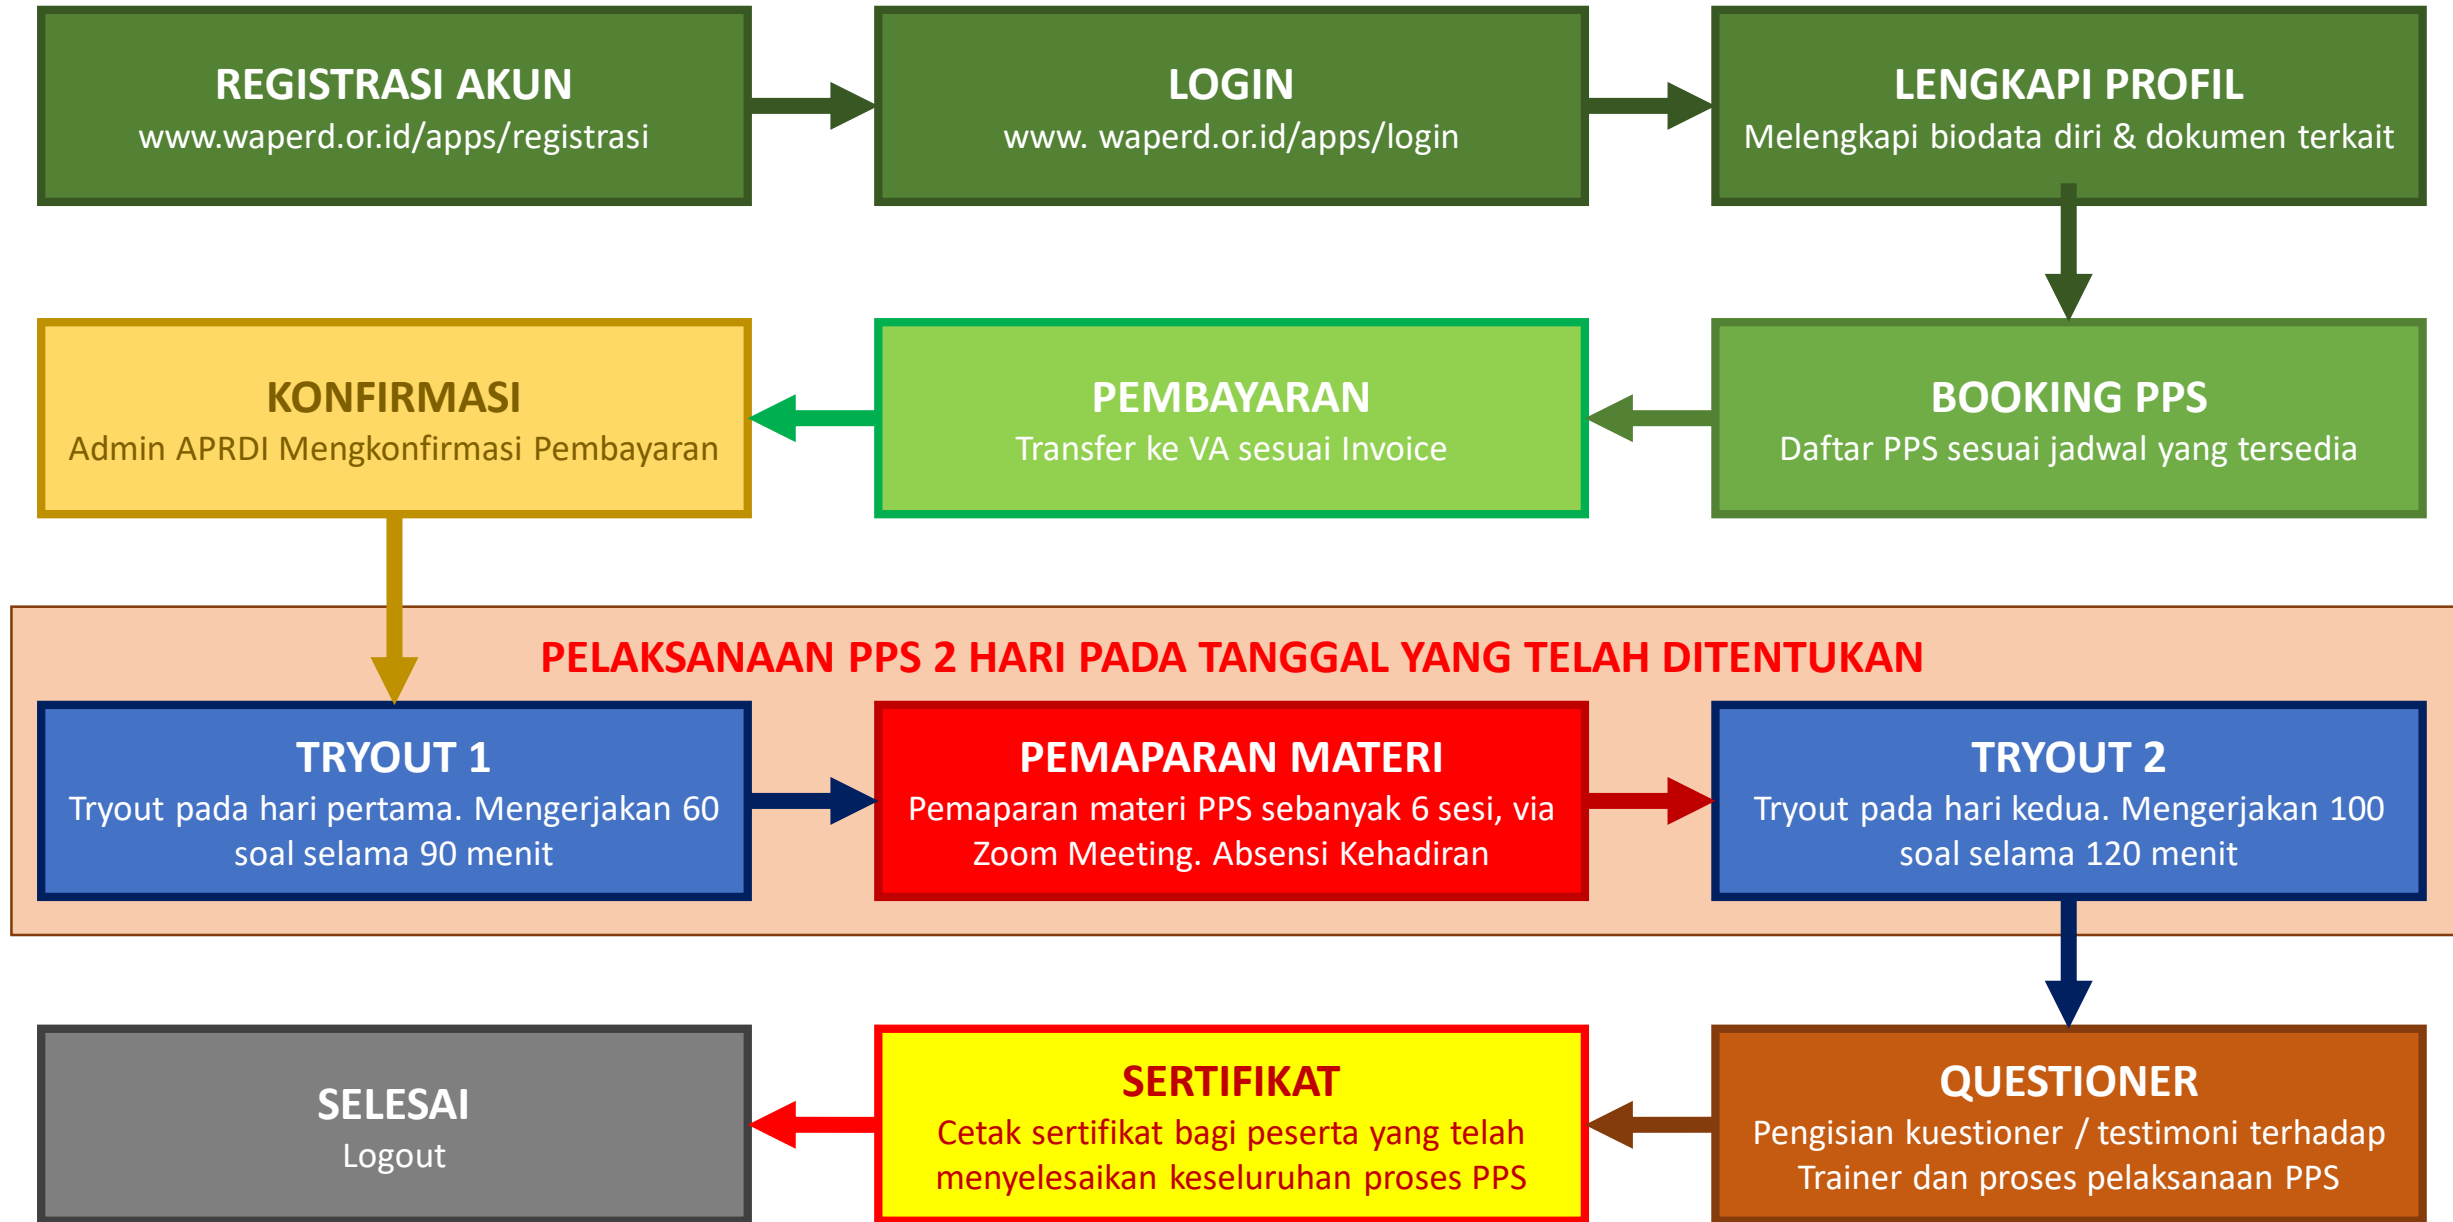 REGISTRASI AKUN
www.waperd.or.id/apps/registrasi
LOGIN
www. waperd.or.id/apps/login
LENGKAPI PROFIL
Melengkapi biodata diri & dokumen terkait
BOOKING PPS
Daftar PPS sesuai jadwal yang tersedia
PEMBAYARAN
Transfer ke VA sesuai Invoice
KONFIRMASI
Admin APRDI Mengkonfirmasi Pembayaran
PELAKSANAAN PPS 2 HARI PADA TANGGAL YANG TELAH DITENTUKAN
TRYOUT 1
Tryout pada hari pertama. Mengerjakan 60
soal selama 90 menit
PEMAPARAN MATERI
Pemaparan materi PPS sebanyak 6 sesi, via
Zoom Meeting. Absensi Kehadiran
TRYOUT 2
Tryout pada hari kedua. Mengerjakan 100
soal selama 120 menit
QUESTIONER
Pengisian kuestioner / testimoni terhadap
Trainer dan proses pelaksanaan PPS
SERTIFIKAT
Cetak sertifikat bagi peserta yang telah
menyelesaikan keseluruhan proses PPS
SELESAI
Logout